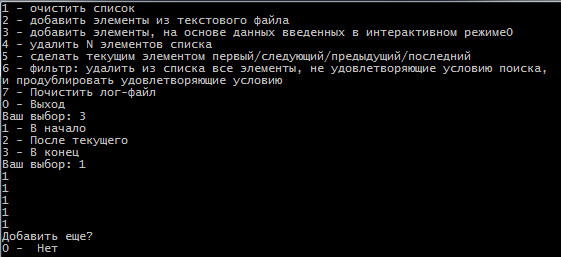 1 - очистить список
2 - добавить элементы из текстового файла
3 - добавить элементы, на основе данных введенных в интерактивном режиме0
4 - удалить N элементов списка
5 - сделать текущим элементом первый/следующий/предыдущий/последний
6 - фильтр: удалить из списка все элементы, не удовлетворяющие условию поиска,
и продублировать удовлетворяющие условию
7 - Почистить лог-файл
0 - Выход
Ваш выбор: 3
1 - В начало
2 - После текущего
3 - В конец
Ваш выбор: 1
1
1
1
1
1
Добавить еще?
0 -  Нет